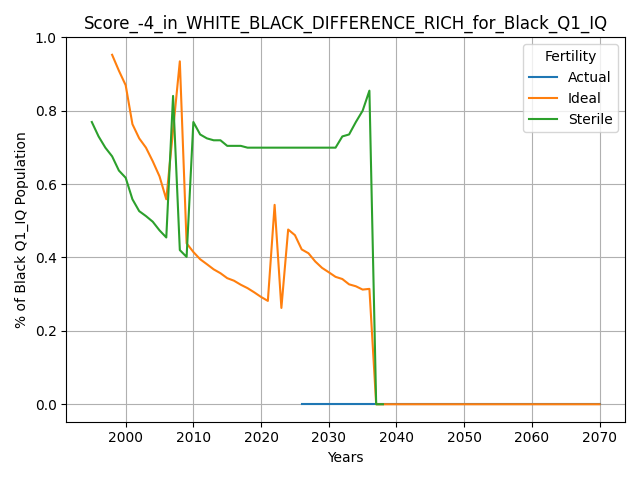 Score_-4_in_WHITE_BLACK_DIFFERENCE_RICH_for_Black_Q1_IQ
Fertility
Actual
Ideal
Sterile
% of Black Q1_IQ Population
1.0
0.8
0.6
0.4
0.2
0.0
2000 2010 2020 2030 2040 2050 2060 2070
Years